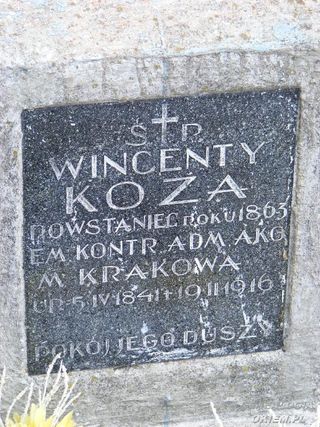 Ś✝P
WINCENTY
KOZA
POWSTANIEC ROKU 1863
EM KONTR ADM AKC
M KRAKOWA
UR 5 IV 1841 † 19 II 1916
POKÓJ JEGO DUSZY